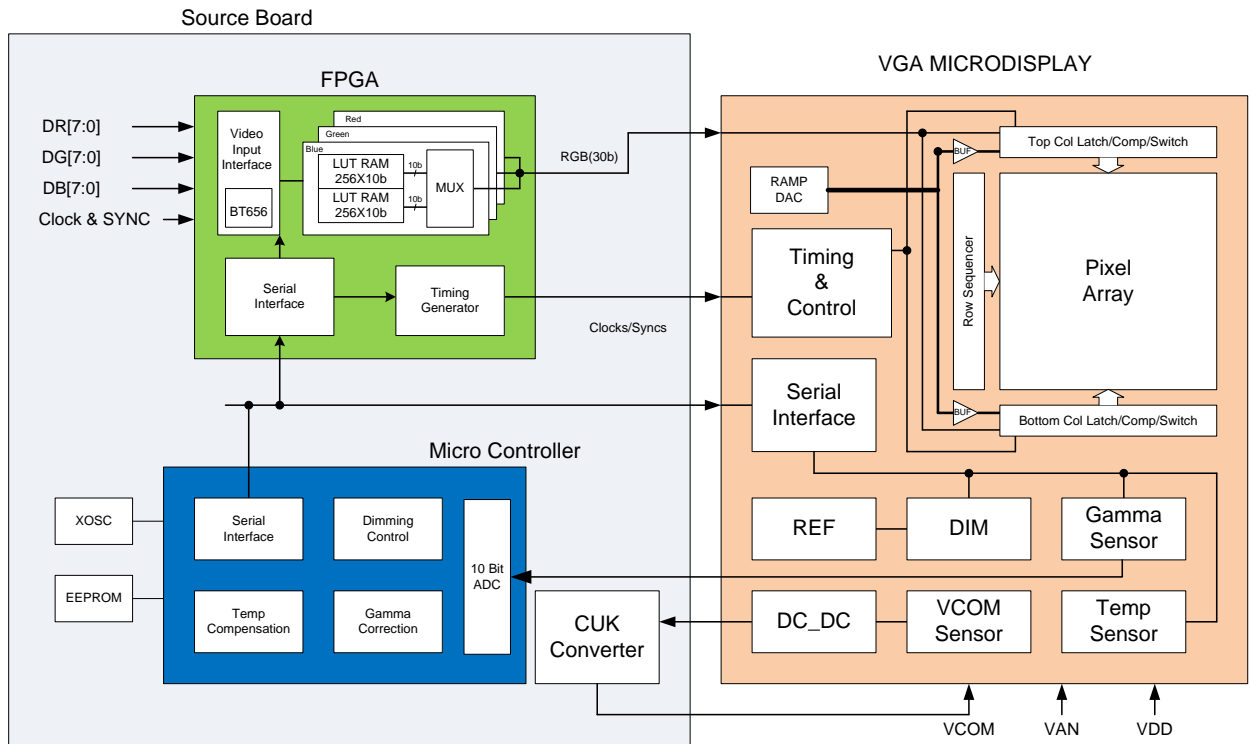 Source Board
FPGA
VGA MICRODISPLAY
DR[7:0]
DG[7:0]
DB[7:0]
Clock & SYNC
Video
Input
Interface
BT656
Red
Green
Blue
LUT RAM
256X10b
10b
LUT RAM
256X10b
10b
MUX
RGB(30b)
Serial
Interface
Timing
Generator
Clocks/Syncs
RAMP
DAC
BUF
Top Col Latch/Comp/Switch
Timing
&
Control
Row Sequencer
Pixel
Array
Serial
Interface
BUF
Bottom Col Latch/Comp/Switch
Micro Controller
XOSC
EEPROM
Serial
Interface
Dimming
Control
10 Bit
ADC
Temp
Compensation
Gamma
Correction
CUK
Converter
REF
DIM
Gamma
Sensor
DC_DC
VCOM
Sensor
Temp
Sensor
VCOM
VAN
VDD